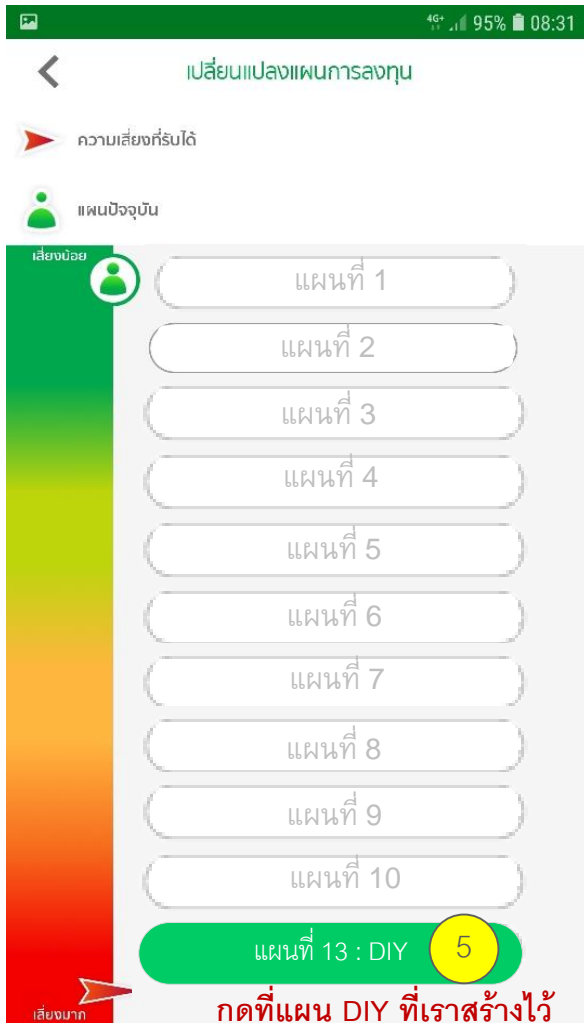 4G+ 95% 08:31
เปลี่ยนแปลงแผนการลงทุน
ความเสี่ยงที่รับได้
แผนปัจจุบัน
เสี่ยงน้อย
แผนที่ 1
แผนที่ 2
แผนที่ 3
แผนที่ 4
แผนที่ 5
แผนที่ 6
แผนที่ 7
แผนที่ 8
แผนที่ 9
แผนที่ 10
แผนที่ 13 : DIY 5
เสี่ยงมาก
กดที่แผน DIY ที่เราสร้างไว้